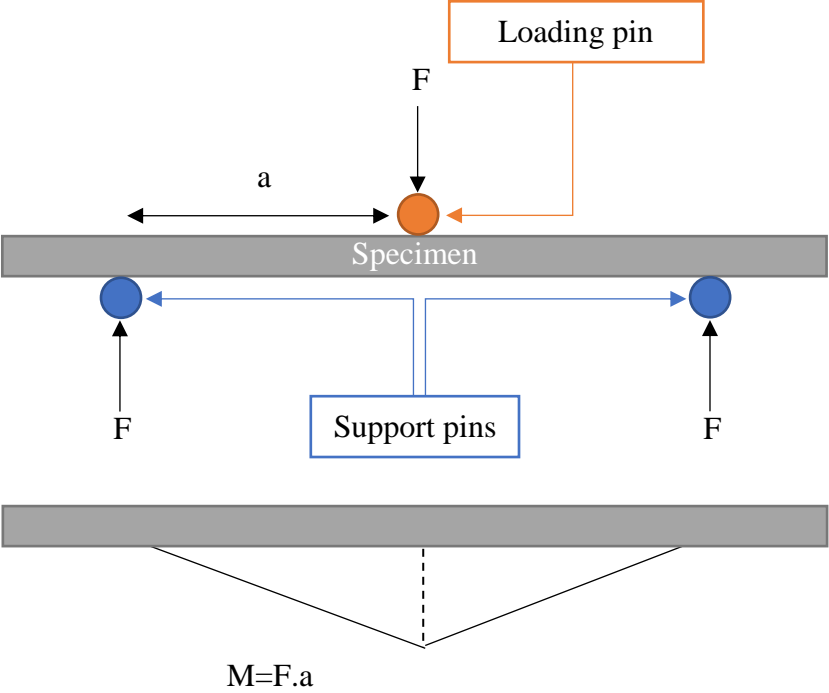 Loading pin
F
a
Specimen
F
F
Support pins
M=F.a